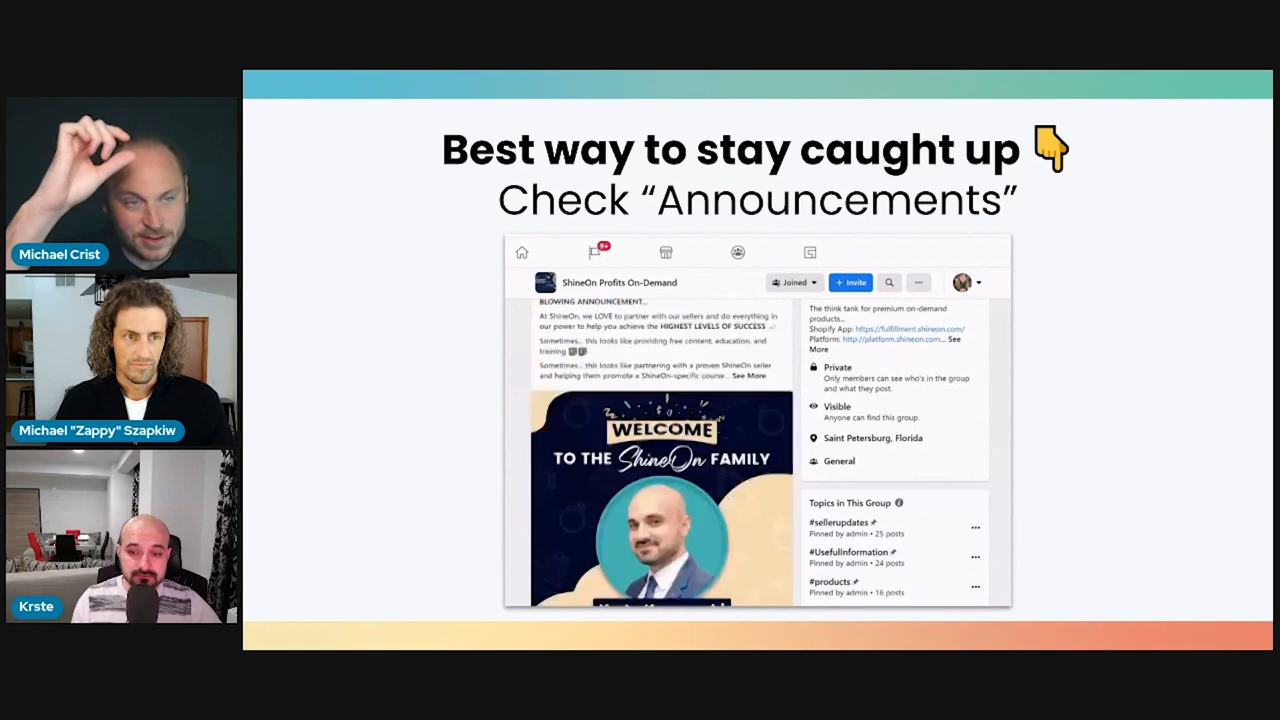 Michael Crist
Michael "Zappy" Szapkiw
Krste
Best way to stay caught up
Check “Announcements”
9+
ShineOn Profits On-Demand
Joined
+ Invite
BLOWING ANNOUNCEMENT...
At ShineOn, we LOVE to partner with our sellers and do everything in
our power to help you achieve the HIGHEST LEVELS OF SUCCESS
Sometimes... this looks like providing free content, education, and
training
Sometimes... this looks like partnering with a proven ShineOn seller
and helping them promote a ShineOn-specific course... See More
WELCOME
TO THE ShineOn FAMILY
The think tank for premium on-demand
products...
Shopify App: https://fulfillment.shineon.com/
Platform: http://platform.shineon.com... See
More
Private
Only members can see who's in the group
and what they post.
Visible
Anyone can find this group.
Saint Petersburg, Florida
General
Topics in This Group
#sellerupdates
Pinned by admin • 25 posts
#UsefulInformation
Pinned by admin • 24 posts
#products
Pinned by admin • 16 posts